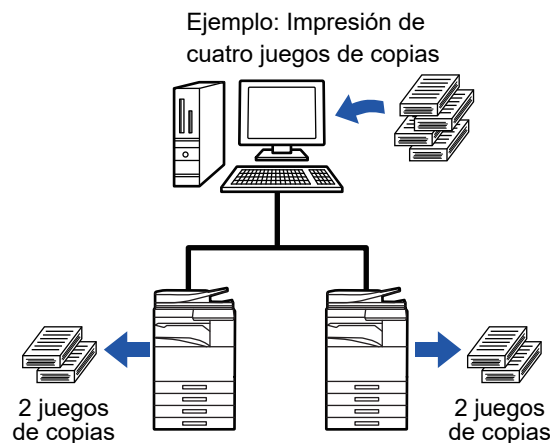 Ejemplo: Impresión de
cuatro juegos de copias
2 juegos
de copias
2 juegos
de copias